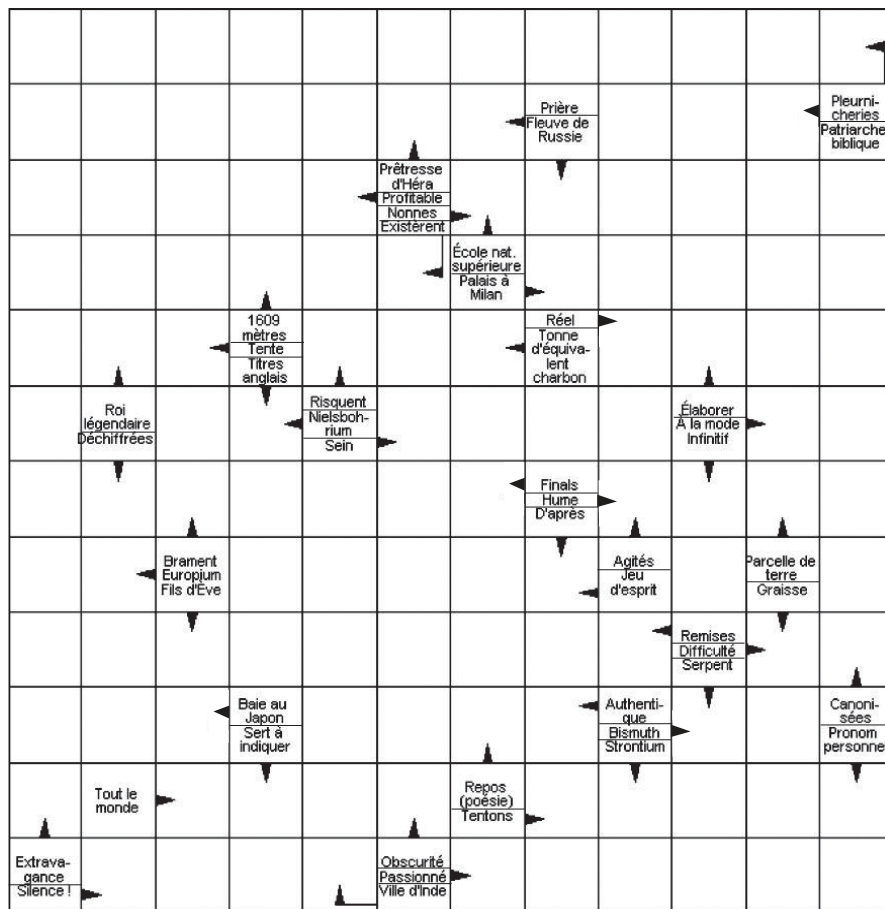 Prière
Fleuve de
Russie
Pleurni-
cheries
Patriarche
biblique
Prêtresse
d'Héra
Profitable
Nonnes
Existèrent
École nat.
supérieure
Palais à
Milan
1609
mètres
Tente
Titres
anglais
Réel
Tonne
d'équiva-
lent
charbon
Roi
légendaire
Déchiffrées
Risquent
Nielsboh-
rium
Sein
Élaborer
À la mode
Infinitif
Finals
Hume
D'après
Brament
Europium
Fils d'Ève
Agités
Jeu
d'esprit
Parcelle de
terre
Graisse
Remises
Difficulté
Serpent
Baie au
Japon
Sert à
indiquer
Authenti-
que
Bismuth
Strontium
Canoni-
sées
Pronom
personne
Tout le
monde
Repos
(poésie)
Tentons
Extrava-
gance
Silence !
Obscurité
Passionné
Ville d'Inde